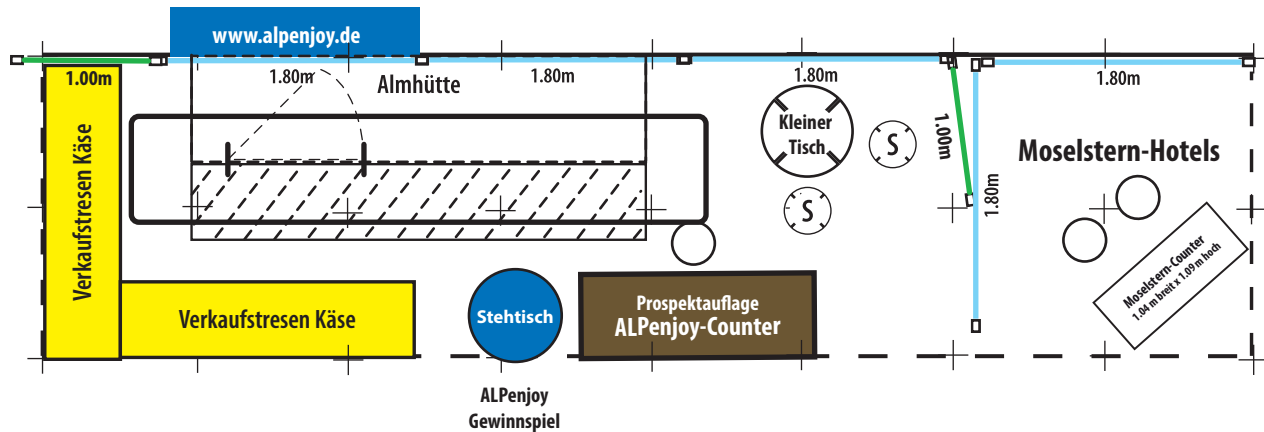 www.alpenjoy.de
1.00m
1.80m
Almhütte
1.80m
1.80m
1.80m
Kleiner
Tisch
S
S
1.00m
1.80m
Moselstern-Hotels
Verkaufstresen Käse
Verkaufstresen Käse
Stehtisch
Prospektauflage
ALPenjoy-Counter
Moselstern-Counter
1.04 m breit x 1.09 m hoch
ALPenjoy
Gewinnspiel